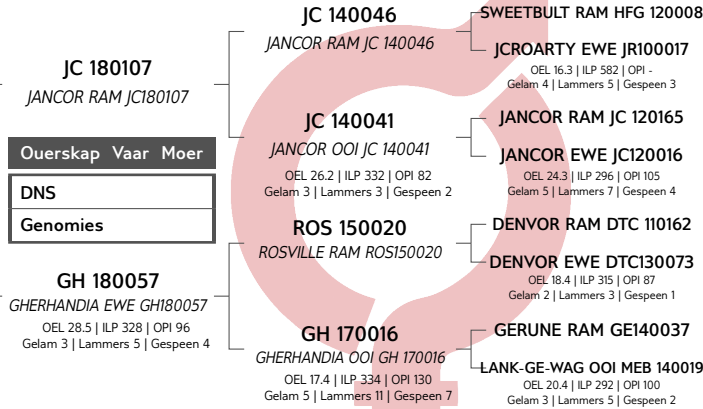 JC 180107
JANCOR RAM JC180107
Ouerskap Vaar Moer
DNS
Genomies
GH 180057
GHERHANDIA EWE GH180057
OEL 28.5 | ILP 328 | OPI 96
Gelam 3 | Lammers 5 | Gespeen 4
JC 140046
JANCOR RAM JC 140046
JC 140041
JANCOR OOI JC 140041
OEL 26.2 | ILP 332 | OPI 82
Gelam 3 | Lammers 3 | Gespeen 2
ROS 150020
ROSVILLE RAM ROS150020
GH 170016
GHERHANDIA OOI GH 170016
OEL 17.4 | ILP 334 | OPI 130
Gelam 5 | Lammers 11 | Gespeen 7
SWEETBULT RAM HFG 120008
JCROARTY EWE JR100017
OEL 16.3 | ILP 582 | OPI -
Gelam 4 | Lammers 5 | Gespeen 3
JANCOR RAM JC 120165
JANCOR EWE JC120016
OEL 24.3 | ILP 296 | OPI 105
Gelam 5 | Lammers 7 | Gespeen 4
DENVOR RAM DTC 110162
DENVOR EWE DTC130073
OEL 18.4 | ILP 315 | OPI 87
Gelam 2 | Lammers 3 | Gespeen 1
GERUNE RAM GE140037
LANK-GE-WAG OOI MEB 140019
OEL 20.4 | ILP 292 | OPI 100
Gelam 3 | Lammers 5 | Gespeen 2